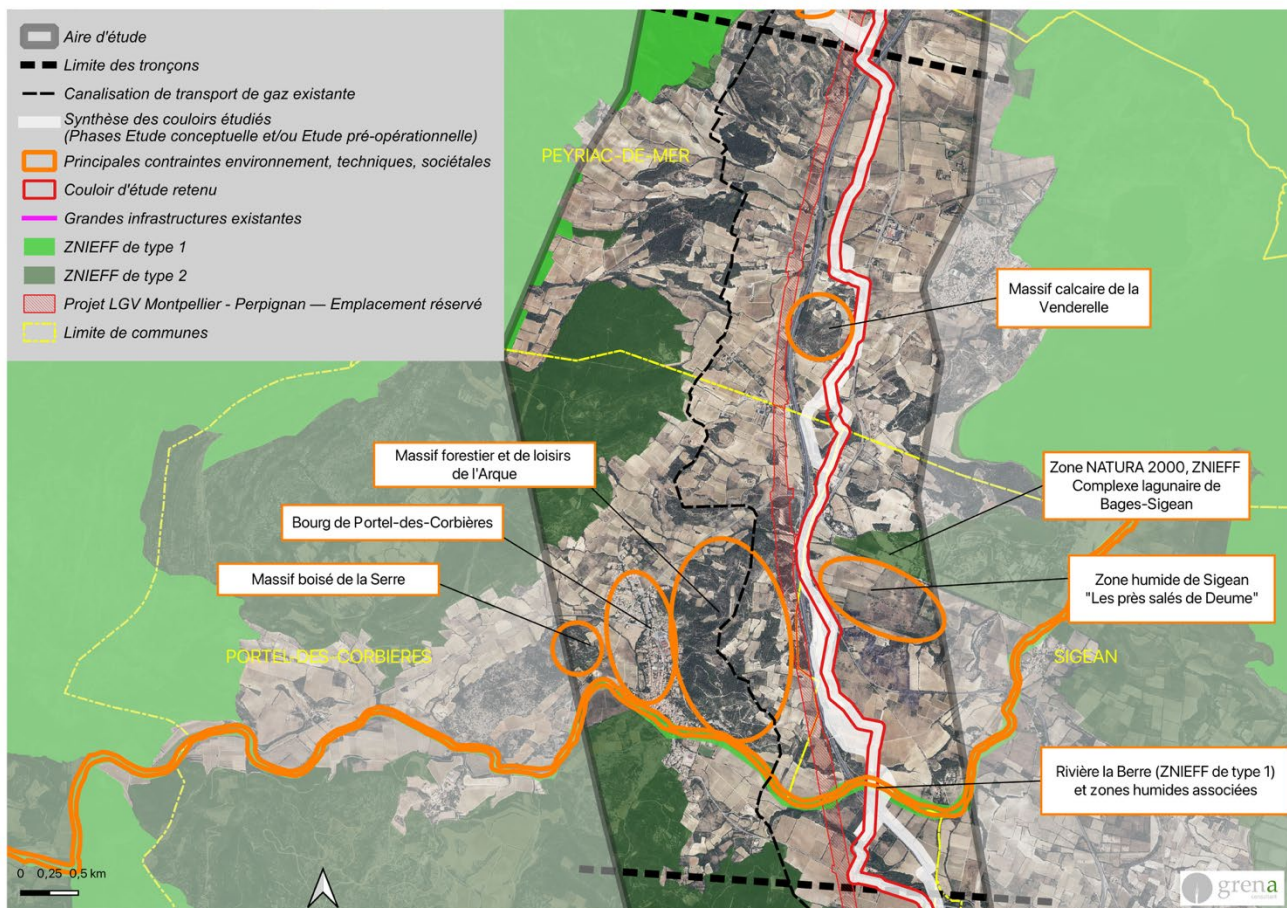 Aire d'étude
Limite des tronçons
Canalisation de transport de gaz existante
Synthèse des couloirs étudiés
(Phases Etude conceptuelle et/ou Etude pré-opérationnelle)
Principales contraintes environnement, techniques, sociétales
Couloir d'étude retenu
Grandes infrastructures existantes
ZNIEFF de type 1
ZNIEFF de type 2
Projet LGV Montpellier - Perpignan — Emplacement réservé
Limite de communes
PEYRIAC-DE-MER
Massif calcaire de la
Venderelle
Massif forestier et de loisirs
de l'Arque
Bourg de Portel-des-Corbières
Massif boisé de la Serre
Zone NATURA 2000, ZNIEFF
Complexe lagunaire de
Bages-Sigean
Zone humide de Sigean
"Les près salés de Deume"
PORTEL-DES-CORBIERES
SIGEAN
Rivière la Berre (ZNIEFF de type 1)
et zones humides associées
0 0,25 0,5 km
grena